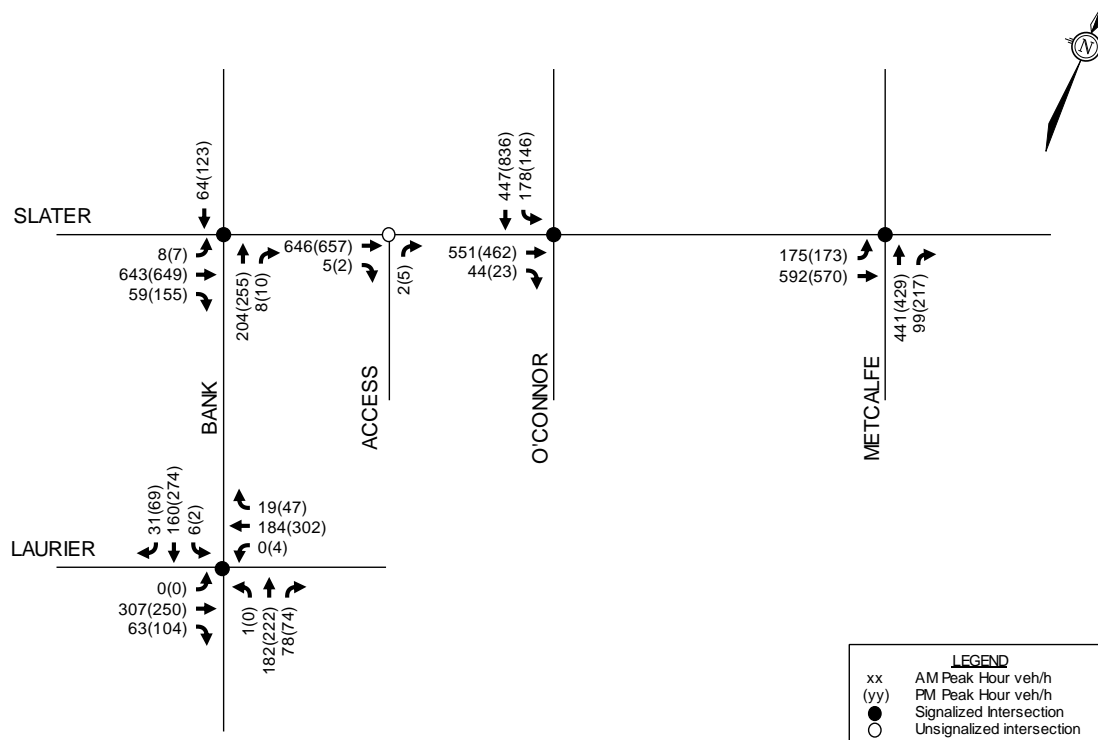 N
64(123)
447(836)
178(146)
SLATER
8(7)
643(649)
59(155)
204(255)
8(10)
646(657)
5(2)
2(5)
551(462)
44(23)
175(173)
592(570)
441(429)
99(217)
BANK
ACCESS
O'CONNOR
METCALFE
31(69)
160(274)
6(2)
19(47)
184(302)
0(4)
LAURIER
0(0)
307(250)
63(104)
1(0)
182(222)
78(74)
LEGEND
xx AM Peak Hour veh/h
(yy) PM Peak Hour veh/h
Signalized Intersection
Unsignalized intersection